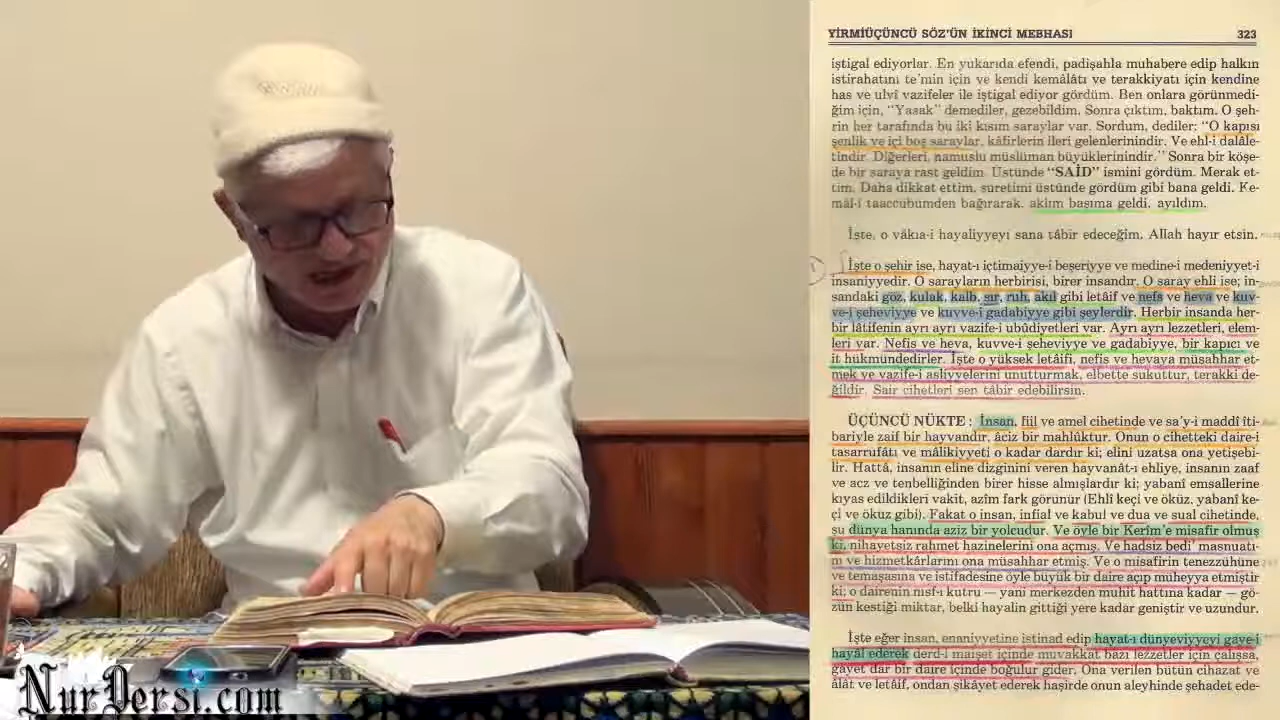 YİRMİÜÇÜNCÜ SÖZ'ÜN İKİNCİ MEBHASI 323
iştigal ediyorlar. En yukarıda efendi, padişahla muhabere edip halkın
istirahatını te'min için ve kendi kemâlâtı ve terakkiyatı için kendine
has ve ulvî vazifeler ile iştigal ediyor gördüm. Ben onlara görünmedi-
ğim için, "Yasak" demediler, gezebildim. Sonra çıktım, baktım. O şeh-
rin her tarafında bu iki kısım saraylar var. Sordum, dediler: "O kapısı
şenlik ve içi boş saraylar, kâfirlerin ileri gelenlerinindir. Ve ehl-i dalâle-
tindir. Diğerleri, namuslu müslüman büyüklerinindir." Sonra bir köşe-
de bir saraya rast geldim. Üstünde "SAİD" ismini gördüm. Merak et-
tim. Daha dikkat ettim, suretimi üstünde gördüm gibi bana geldi. Ke-
mâl-i taaccubümden bağırarak, aklım başıma geldi, ayıldım.
İşte, o vâkıa-i hayaliyyeyi sana tâbir edeceğim. Allah hayır etsin.
İşte o şehir ise, hayat-ı içtimaiyye-i beşeriyye ve medine-i medeniyyet-i
insaniyyedir. O sarayların herbirisi, birer insandır. O saray ehli ise; in-
sandaki göz, kulak, kalb, sır, ruh, akıl gibi letâif ve nefs ve heva ve kuv-
ve-i şeheviyye ve kuvve-i gadabiyye gibi şeylerdir. Herbir insanda her-
bir lâtifenin ayrı ayrı vazife-i ubûdiyetleri var. Ayrı ayrı lezzetleri, elem-
leri var. Nefis ve heva, kuvve-i şeheviyye ve gadabiyye, bir kapıcı ve
it hükmündedirler. İşte o yüksek letâifi, nefis ve hevaya müsahhar et-
mek ve vazife-i asliyyelerini unutturmak, elbette sukuttur, terakki de-
ğildir. Sair cihetleri sen tâbir edebilirsin.
ÜÇÜNCÜ NÜKTE : İnsan, fiil ve amel cihetinde ve sa'y-i maddî îti-
bariyle zaif bir hayvandır, âciz bir mahlûktur. Onun o cihetteki daire-i
tasarrufâtı ve mâlikiyyeti o kadar dardır ki; elini uzatsa ona yetişebi-
lir. Hattâ, insanın eline dizginini veren hayvanât-ı ehliye, insanın zaaf
ve acz ve tenbelliğinden birer hisse almışlardır ki; yabanî emsallerine
kıyas edildikleri vakit, azîm fark görünür (Ehlî keçi ve öküz, yabanî ke-
çi ve öküz gibi). Fakat o insan, infial ve kabul ve dua ve sual cihetinde,
şu dünya hanında aziz bir yolcudur. Ve öyle bir Kerîm'e misafir olmuş
ki, nihayetsiz rahmet hazinelerini ona açmış. Ve hadsiz bedi' masnuatı-
nı ve hizmetkârlarını ona müsahhar etmiş. Ve o misafirin tenezzühüne
ve temaşasına ve istifadesine öyle büyük bir daire açıp müheyya etmiştir
ki; o dairenin nısf-ı kutru — yani merkezden muhit hattına kadar — gö-
zün kestiği miktar, belki hayalin gittiği yere kadar geniştir ve uzundur.
İşte eğer insan, enaniyyetine istinad edip hayat-ı dünyeviyyeyi gaye-i
hayâl ederek derd-i maişet içinde muvakkat bazı lezzetler için çalışsa,
gayet dar bir daire içinde boğulur gider. Ona verilen bütün cihazat ve
âlât ve letâif, ondan şikâyet ederek haşirde onun aleyhinde şehadet ede-
NurDersi.com